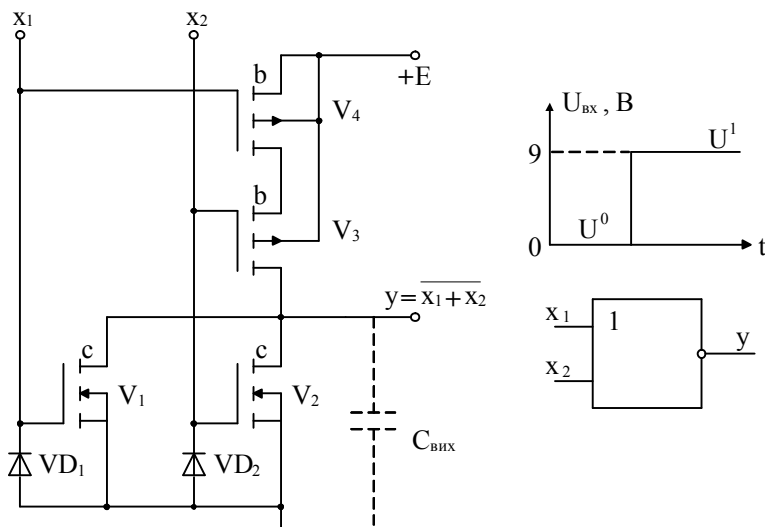 x₁
x₂
b
+E
V₄
b
V₃
y = x₁ + x₂
c
V₁
c
V₂
VD₁
VD₂
Cвих
Uвх , В
9
U¹
U⁰
0
t
x₁
1
y
x₂